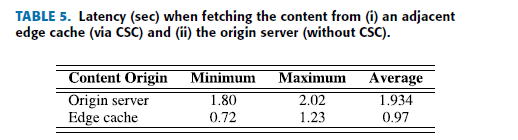 TABLE 5. Latency (sec) when fetching the content from (i) an adjacent
edge cache (via CSC) and (ii) the origin server (without CSC).
Content Origin Minimum Maximum Average
Origin server 1.80 2.02 1.934
Edge cache 0.72 1.23 0.97